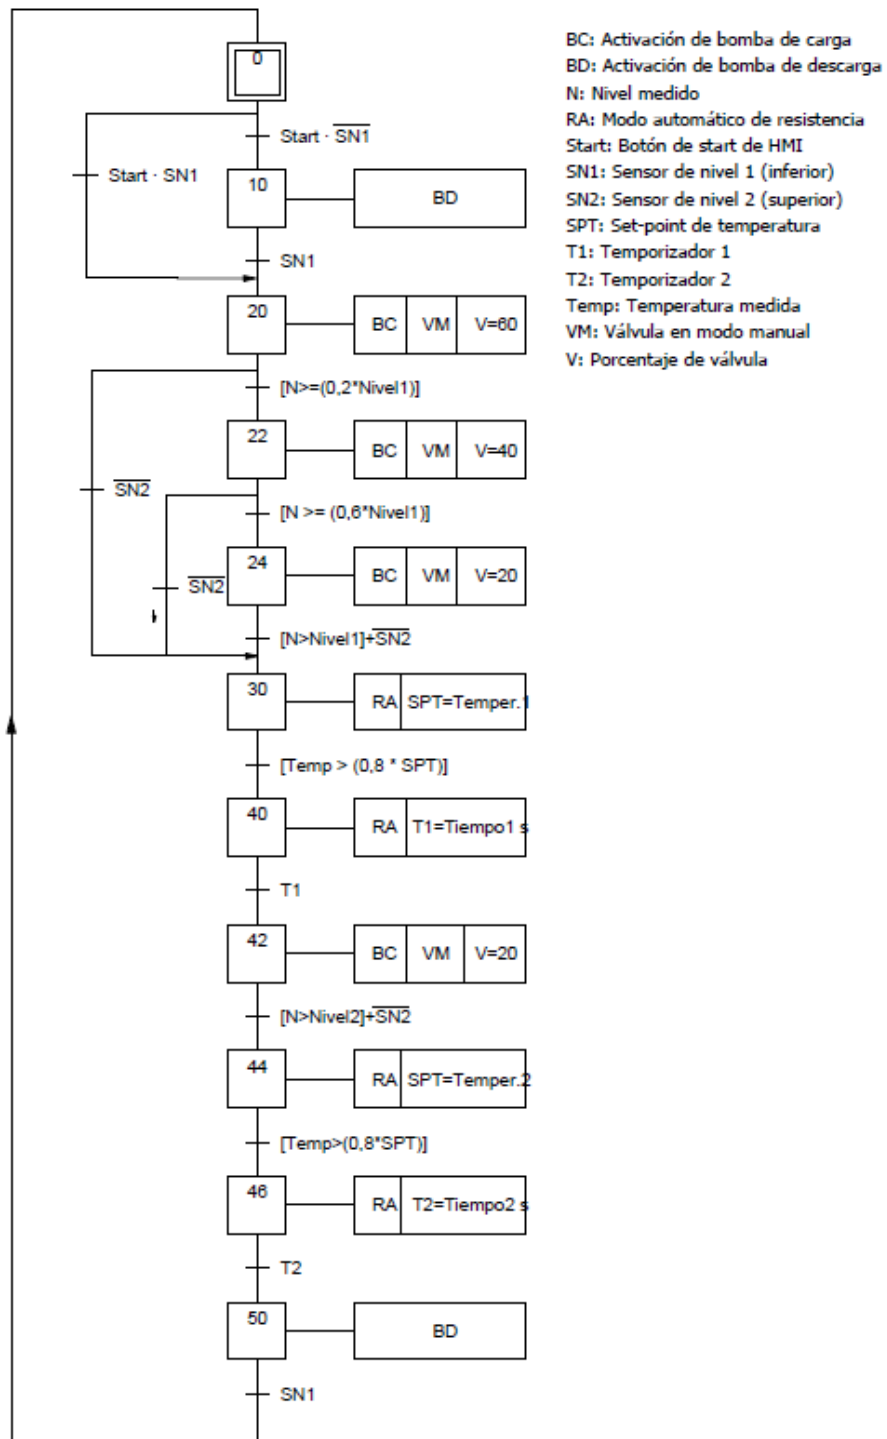 0
Start · S̅N̅1̅
Start · SN1
10
BD
SN1
20
BC VM V=60
[N>=(0,2*Nivel1)]
22
BC VM V=40
S̅N̅2̅
[N >= (0,6*Nivel1)]
24
BC VM V=20
S̅N̅2̅
[N>Nivel1]+S̅N̅2̅
30
RA SPT=Temper.1
[Temp > (0,8 * SPT)]
40
RA T1=Tiempo1 s
T1
42
BC VM V=20
[N>Nivel2]+S̅N̅2̅
44
RA SPT=Temper.2
[Temp>(0,8*SPT)]
46
RA T2=Tiempo2 s
T2
50
BD
SN1
BC: Activación de bomba de carga
BD: Activación de bomba de descarga
N: Nivel medido
RA: Modo automático de resistencia
Start: Botón de start de HMI
SN1: Sensor de nivel 1 (inferior)
SN2: Sensor de nivel 2 (superior)
SPT: Set-point de temperatura
T1: Temporizador 1
T2: Temporizador 2
Temp: Temperatura medida
VM: Válvula en modo manual
V: Porcentaje de válvula